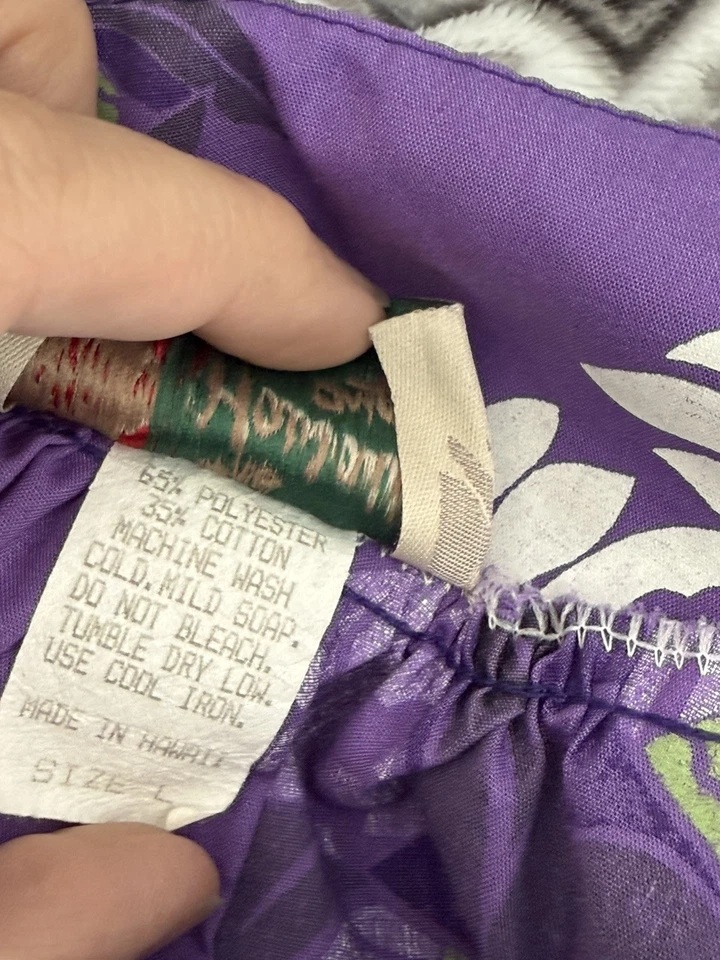 65% POLYESTER
35% COTTON
MACHINE WASH
COLD. MILD SOAP.
DO NOT BLEACH.
TUMBLE DRY LOW.
USE COOL IRON.
MADE IN HAWAII
SIZE L